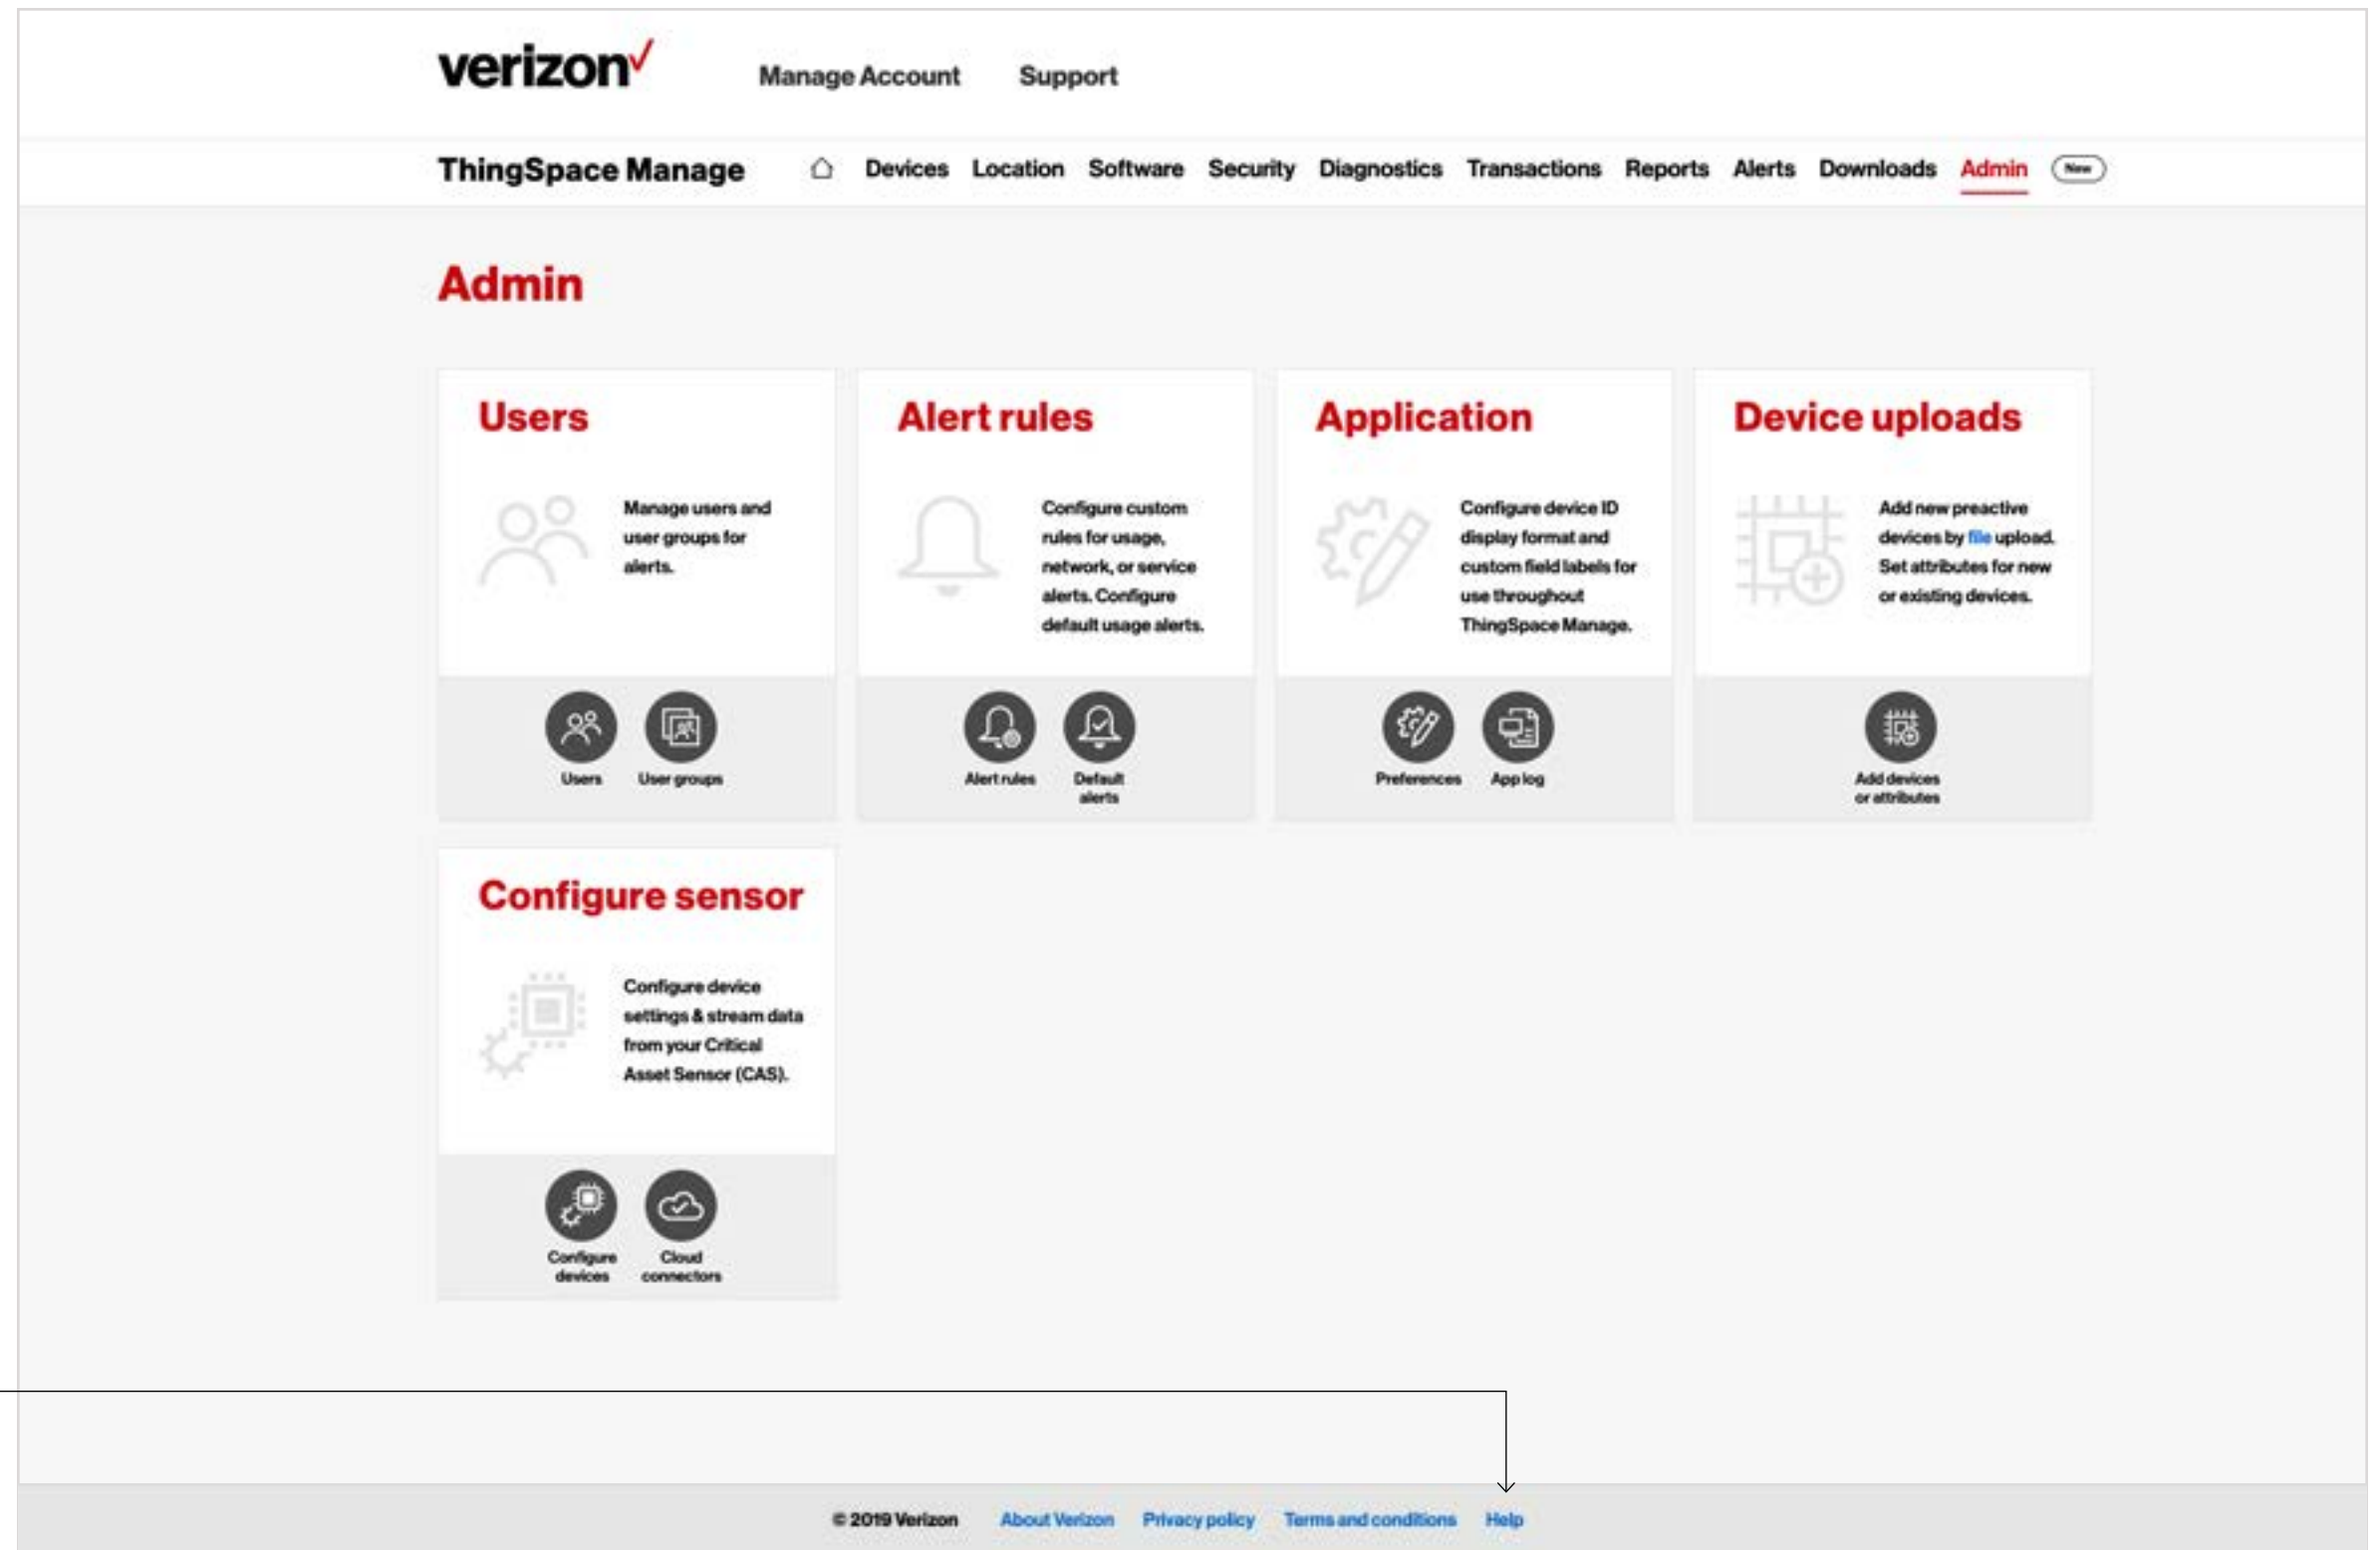 verizon
Manage Account Support
ThingSpace Manage Devices Location Software Security Diagnostics Transactions Reports Alerts Downloads Admin New
Admin
Users
Manage users and
user groups for
alerts.
Users User groups
Alert rules
Configure custom
rules for usage,
network, or service
alerts. Configure
default usage alerts.
Alert rules Default
alerts
Application
Configure device ID
display format and
custom field labels for
use throughout
ThingSpace Manage.
Preferences App log
Device uploads
Add new preactive
devices by file upload.
Set attributes for new
or existing devices.
Add devices
or attributes
Configure sensor
Configure device
settings & stream data
from your Critical
Asset Sensor (CAS).
Configure
devices
Cloud
connectors
© 2019 Verizon About Verizon Privacy policy Terms and conditions Help